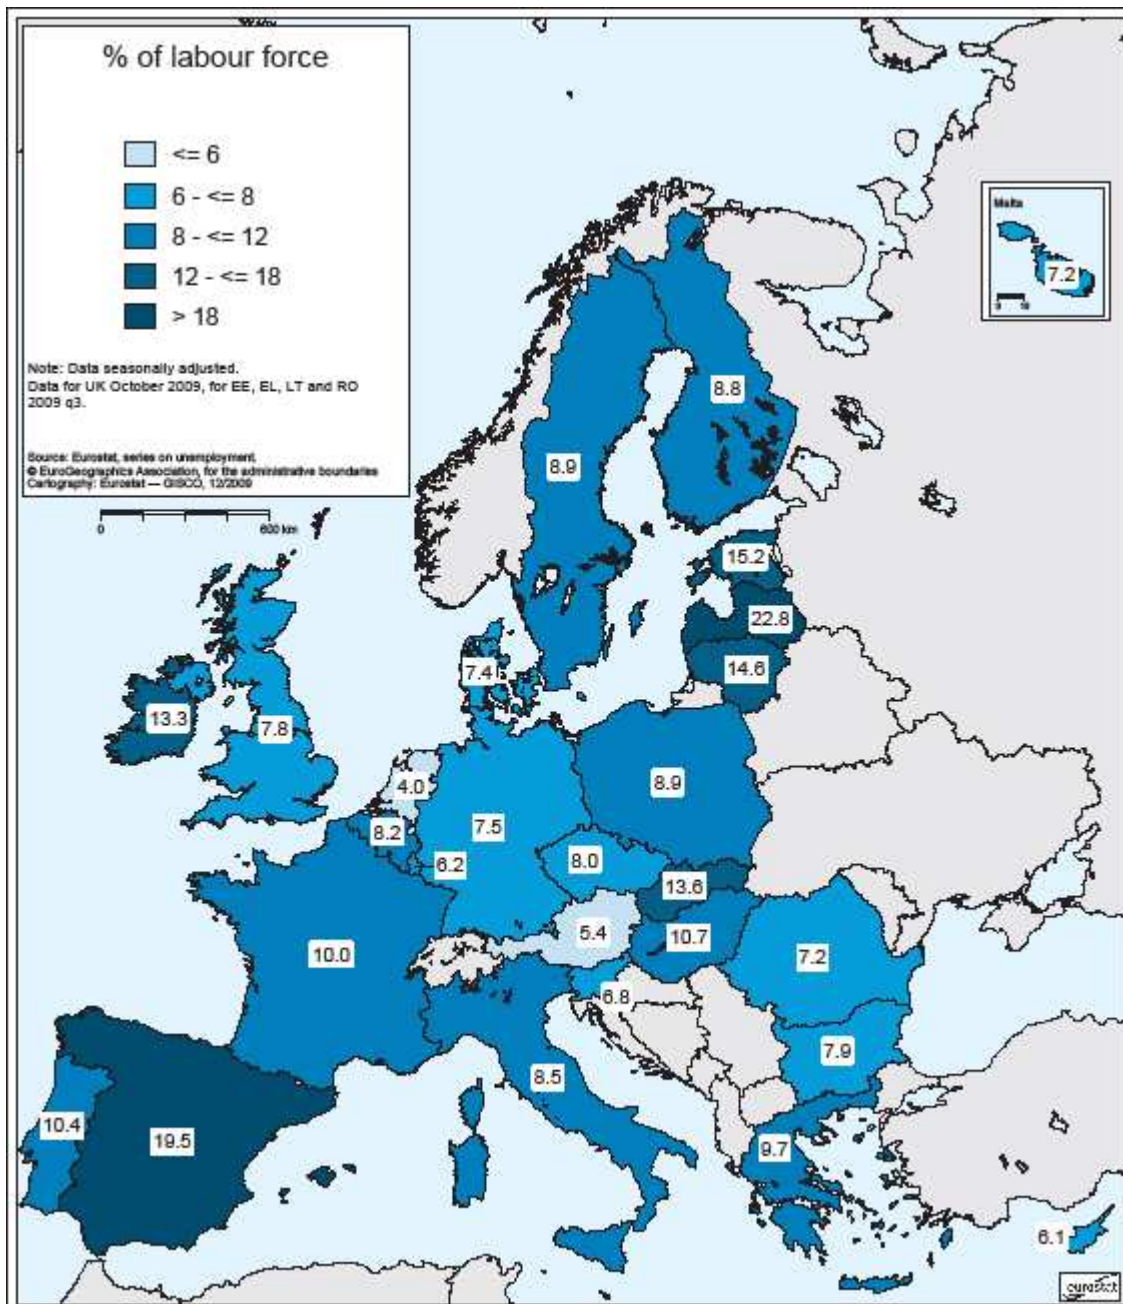 % of labour force
<= 6
6 - <= 8
8 - <= 12
12 - <= 18
> 18
Note: Data seasonally adjusted.
Data for UK October 2009, for EE, EL, LT and RO
2009 q3.
Source: Eurostat, series on unemployment.
© EuroGeographics Association, for the administrative boundaries
Cartography: Eurostat — GISCO, 12/2009
0 600 km
Malta
7.2
0 10
8.8
8.9
15.2
22.8
14.6
7.4
13.3
7.8
4.0
8.9
8.2
7.5
6.2
8.0
13.6
5.4
10.7
10.0
7.2
6.8
7.9
8.5
10.4
19.5
9.7
6.1
eurostat